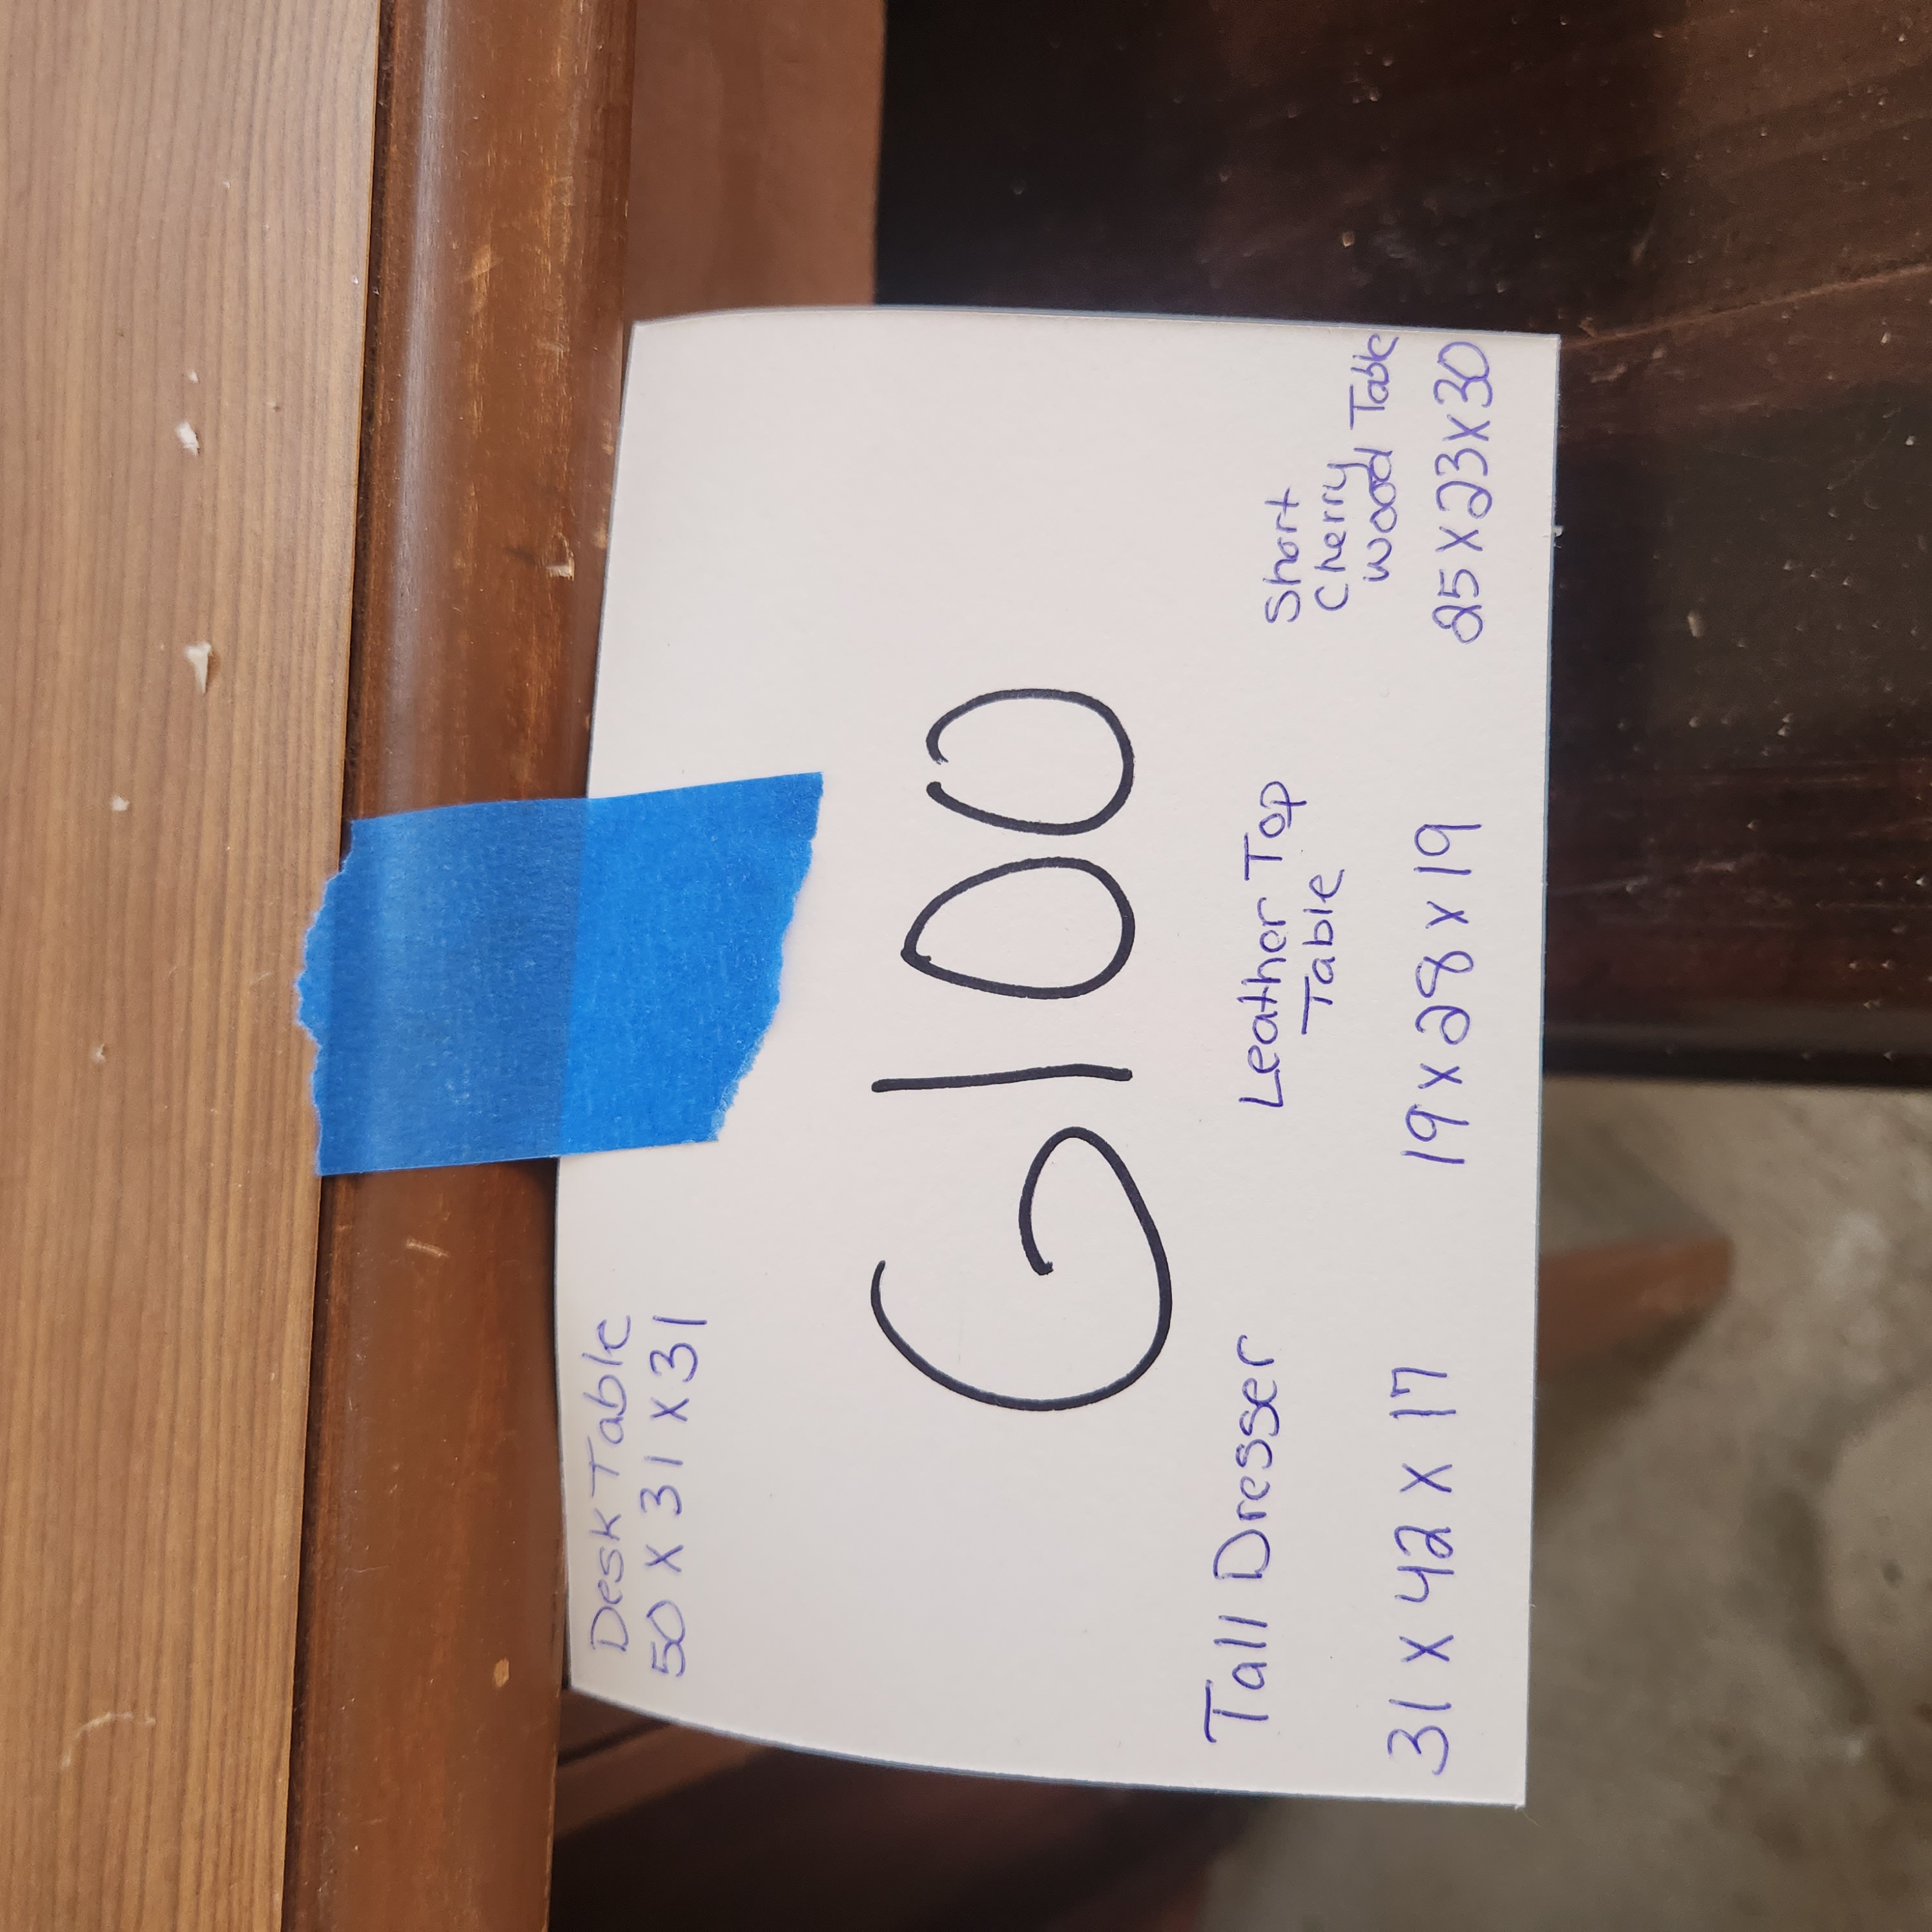 Desk Table
50 x 31 x 31
G100
Tall Dresser
31 x 42 x 17
Leather Top
Table
19 x 28 x 19
Short
Cherry
Wood Table
25 x 23 x 30